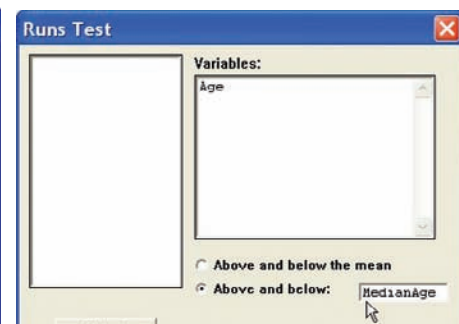 Runs Test
Variables:
Age
Above and below the mean
Above and below:
MedianAge